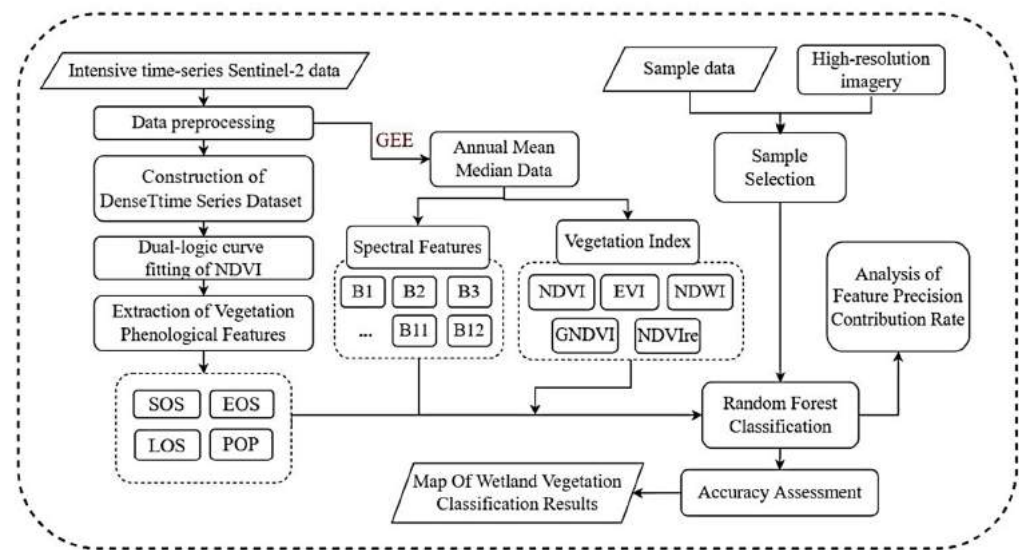 Intensive time-series Sentinel-2 data
Data preprocessing
GEE
Construction of
DenseTtime Series Dataset
Dual-logic curve
fitting of NDVI
Extraction of Vegetation
Phenological Features
SOS
EOS
LOS
POP
Annual Mean
Median Data
Spectral Features
B1
B2
B3
...
B11
B12
Vegetation Index
NDVI
EVI
NDWI
GNDVI
NDVIre
Sample data
High-resolution
imagery
Sample
Selection
Analysis of
Feature Precision
Contribution Rate
Random Forest
Classification
Accuracy Assessment
Map Of Wetland Vegetation
Classification Results